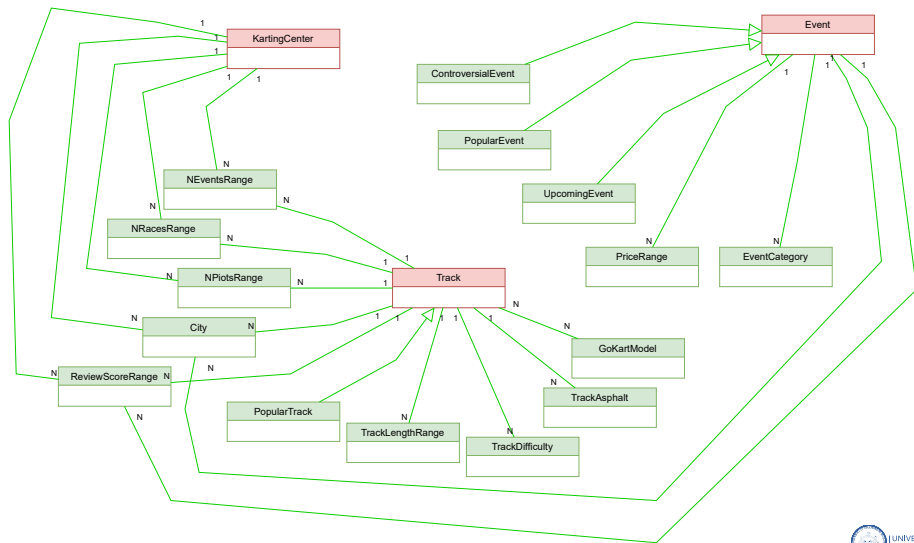 1
Event
1
KartingCenter
1
1
1
1
1
1
1
ControversialEvent
PopularEvent
N
NEventsRange
UpcomingEvent
N
N
NRacesRange
N
N
N
1
PriceRange
EventCategory
1
N
NPiotsRange
N
1
Track
N
N
City
N
1
1
1
1
1
N
GoKartModel
N
N
ReviewScoreRange
N
N
TrackAsphalt
PopularTrack
N
N
TrackLengthRange
N
TrackDifficulty
UNIVE